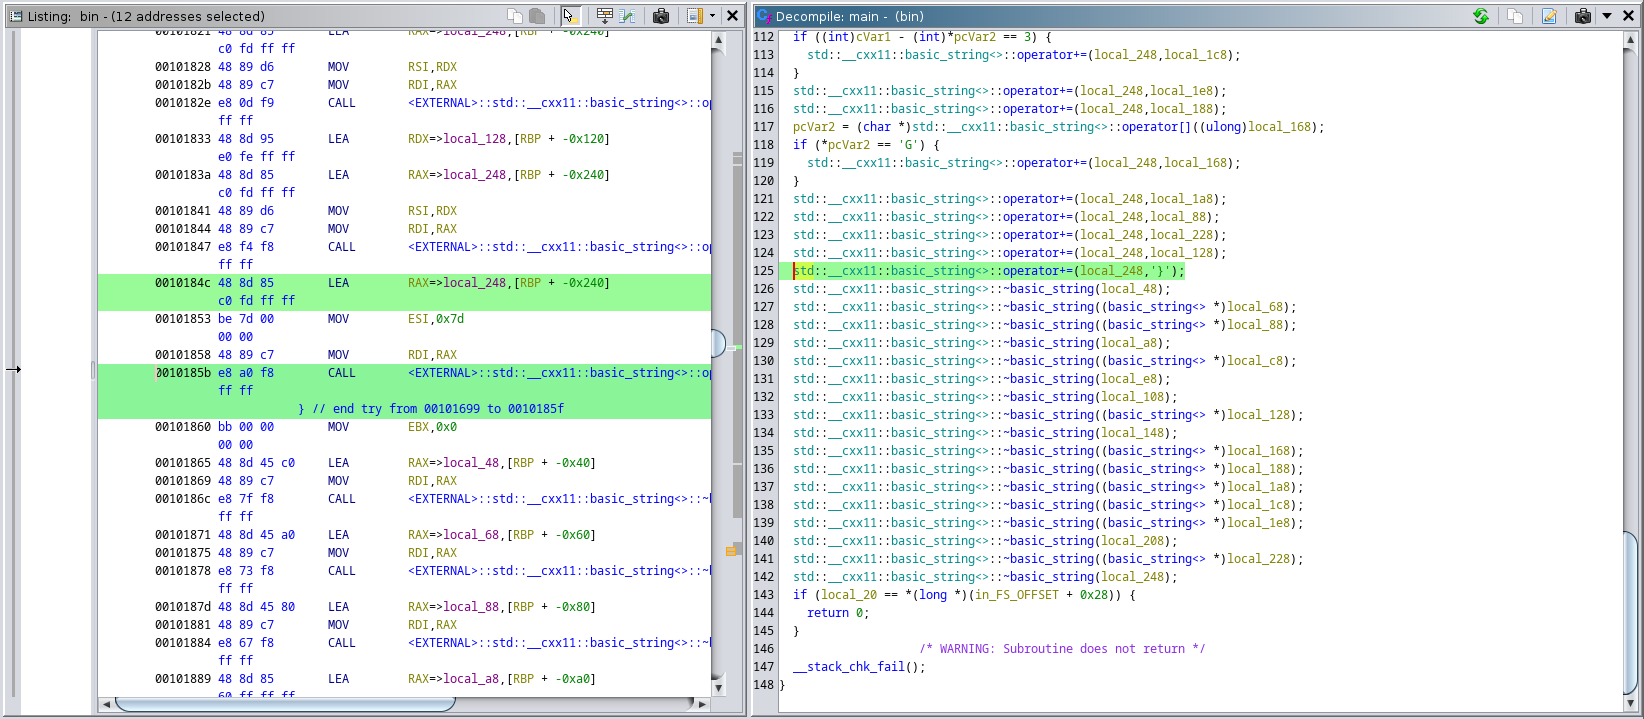 Listing: bin - (12 addresses selected)
00101821 48 8d 85 LEA RAX=>local_248,[RBP + -0x240]
c0 fd ff ff
00101828 48 89 d6 MOV RSI,RDX
0010182b 48 89 c7 MOV RDI,RAX
0010182e e8 0d f9 CALL <EXTERNAL>::std::__cxx11::basic_string<>::op
ff ff
00101833 48 8d 95 LEA RDX=>local_128,[RBP + -0x120]
e0 fe ff ff
0010183a 48 8d 85 LEA RAX=>local_248,[RBP + -0x240]
c0 fd ff ff
00101841 48 89 d6 MOV RSI,RDX
00101844 48 89 c7 MOV RDI,RAX
00101847 e8 f4 f8 CALL <EXTERNAL>::std::__cxx11::basic_string<>::op
ff ff
0010184c 48 8d 85 LEA RAX=>local_248,[RBP + -0x240]
c0 fd ff ff
00101853 be 7d 00 MOV ESI,0x7d
00 00
00101858 48 89 c7 MOV RDI,RAX
0010185b e8 a0 f8 CALL <EXTERNAL>::std::__cxx11::basic_string<>::op
ff ff
} // end try from 00101699 to 0010185f
00101860 bb 00 00 MOV EBX,0x0
00 00
00101865 48 8d 45 c0 LEA RAX=>local_48,[RBP + -0x40]
00101869 48 89 c7 MOV RDI,RAX
0010186c e8 7f f8 CALL <EXTERNAL>::std::__cxx11::basic_string<>::~
ff ff
00101871 48 8d 45 a0 LEA RAX=>local_68,[RBP + -0x60]
00101875 48 89 c7 MOV RDI,RAX
00101878 e8 73 f8 CALL <EXTERNAL>::std::__cxx11::basic_string<>::~
ff ff
0010187d 48 8d 45 80 LEA RAX=>local_88,[RBP + -0x80]
00101881 48 89 c7 MOV RDI,RAX
00101884 e8 67 f8 CALL <EXTERNAL>::std::__cxx11::basic_string<>::~
ff ff
00101889 48 8d 85 LEA RAX=>local_a8,[RBP + -0xa0]
60 ff ff ff
Decompile: main - (bin)
112 if ((int)cVar1 - (int)*pcVar2 == 3) {
113 std::__cxx11::basic_string<>::operator+=(local_248,local_1c8);
114 }
115 std::__cxx11::basic_string<>::operator+=(local_248,local_1e8);
116 std::__cxx11::basic_string<>::operator+=(local_248,local_188);
117 pcVar2 = (char *)std::__cxx11::basic_string<>::operator[]((ulong)local_168);
118 if (*pcVar2 == 'G') {
119 std::__cxx11::basic_string<>::operator+=(local_248,local_168);
120 }
121 std::__cxx11::basic_string<>::operator+=(local_248,local_1a8);
122 std::__cxx11::basic_string<>::operator+=(local_248,local_88);
123 std::__cxx11::basic_string<>::operator+=(local_248,local_228);
124 std::__cxx11::basic_string<>::operator+=(local_248,local_128);
125 std::__cxx11::basic_string<>::operator+=(local_248,'}');
126 std::__cxx11::basic_string<>::~basic_string(local_48);
127 std::__cxx11::basic_string<>::~basic_string((basic_string<> *)local_68);
128 std::__cxx11::basic_string<>::~basic_string((basic_string<> *)local_88);
129 std::__cxx11::basic_string<>::~basic_string(local_a8);
130 std::__cxx11::basic_string<>::~basic_string((basic_string<> *)local_c8);
131 std::__cxx11::basic_string<>::~basic_string(local_e8);
132 std::__cxx11::basic_string<>::~basic_string(local_108);
133 std::__cxx11::basic_string<>::~basic_string((basic_string<> *)local_128);
134 std::__cxx11::basic_string<>::~basic_string(local_148);
135 std::__cxx11::basic_string<>::~basic_string((basic_string<> *)local_168);
136 std::__cxx11::basic_string<>::~basic_string((basic_string<> *)local_188);
137 std::__cxx11::basic_string<>::~basic_string((basic_string<> *)local_1a8);
138 std::__cxx11::basic_string<>::~basic_string((basic_string<> *)local_1c8);
139 std::__cxx11::basic_string<>::~basic_string((basic_string<> *)local_1e8);
140 std::__cxx11::basic_string<>::~basic_string(local_208);
141 std::__cxx11::basic_string<>::~basic_string((basic_string<> *)local_228);
142 std::__cxx11::basic_string<>::~basic_string(local_248);
143 if (local_20 == *(long *)(in_FS_OFFSET + 0x28)) {
144 return 0;
145 }
146 /* WARNING: Subroutine does not return */
147 __stack_chk_fail();
148 }